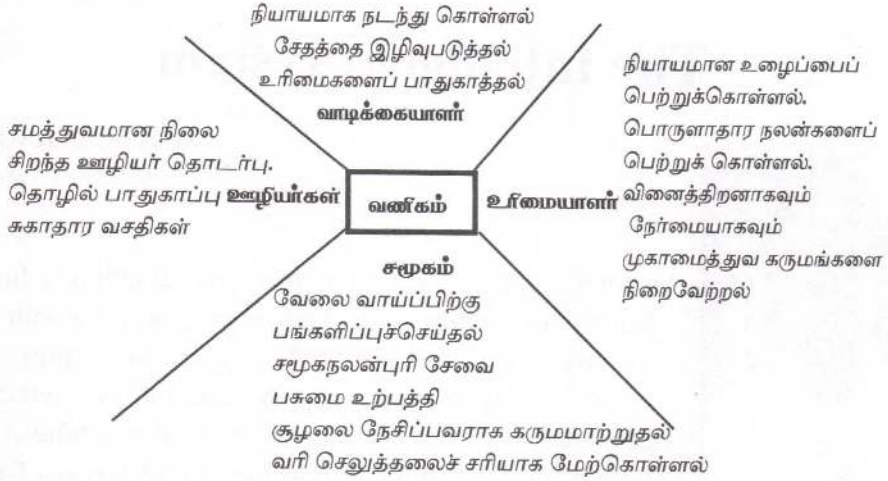 நியாயமாக நடந்து கொள்ளல்
சேதத்தை இழிவுபடுத்தல்
உரிமைகளைப் பாதுகாத்தல்
வாடிக்கையாளர்
சமத்துவமான நிலை
சிறந்த ஊழியர் தொடர்பு.
தொழில் பாதுகாப்பு ஊழியர்கள்
சுகாதார வசதிகள்
வணிகம்
உரிமையாளர்
நியாயமான உழைப்பைப்
பெற்றுக்கொள்ளல்.
பொருளாதார நலன்களைப்
பெற்றுக் கொள்ளல்.
வினைத்திறனாகவும்
நேர்மையாகவும்
முகாமைத்துவ கருமங்களை
நிறைவேற்றல்
சமூகம்
வேலை வாய்ப்பிற்கு
பங்களிப்புச்செய்தல்
சமூகநலன்புரி சேவை
பசுமை உற்பத்தி
சூழலை நேசிப்பவராக கருமமாற்றுதல்
வரி செலுத்தலைச் சரியாக மேற்கொள்ளல்